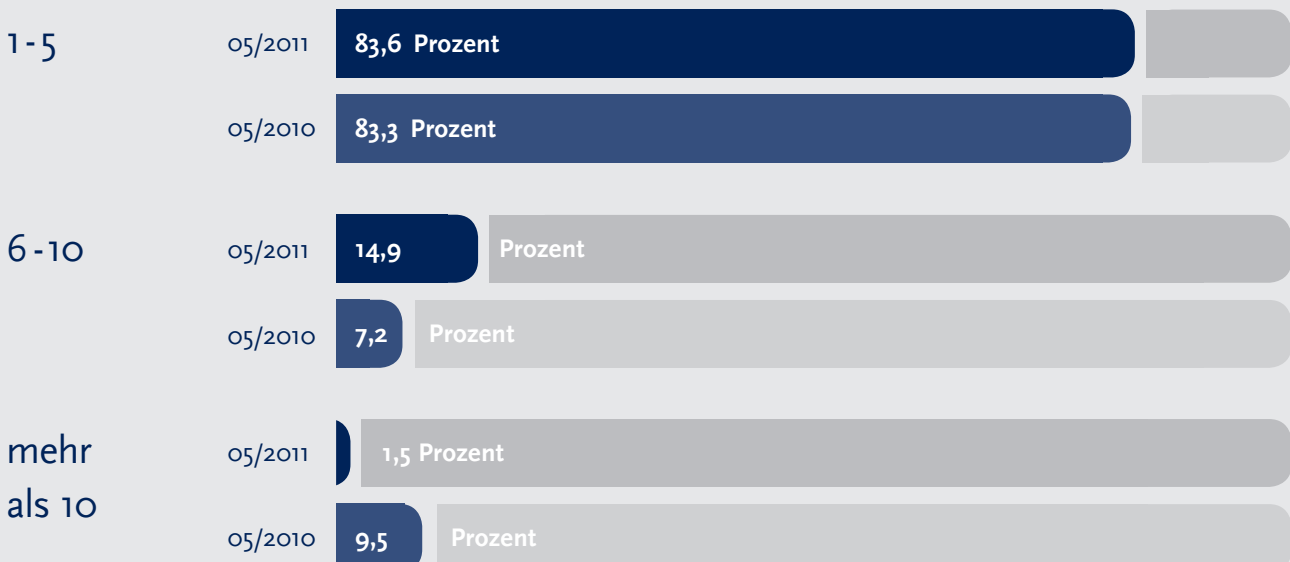 1-5 05/2011 83,6 Prozent
05/2010 83,3 Prozent
6-10 05/2011 14,9 Prozent
05/2010 7,2 Prozent
mehr 05/2011 1,5 Prozent
als 10
05/2010 9,5 Prozent